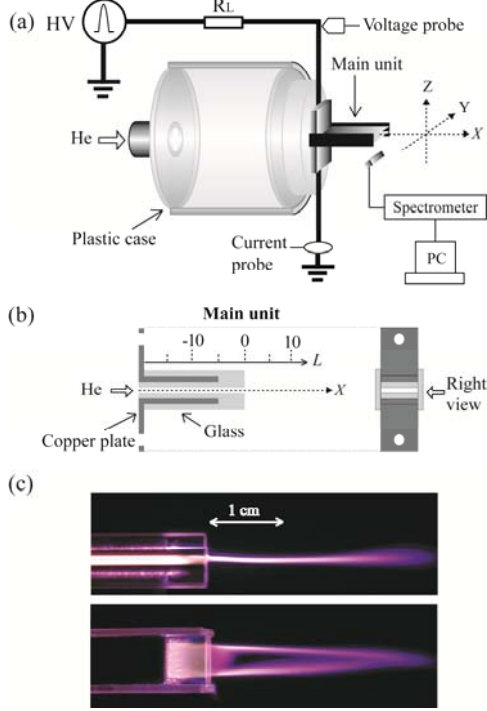 (a)
HV
R_L
Voltage probe
Main unit
Z
Y
X
He
Plastic case
Spectrometer
Current
probe
PC
(b)
Main unit
-10 0 10
L
He
X
Copper plate
Glass
Right
view
(c)
1 cm